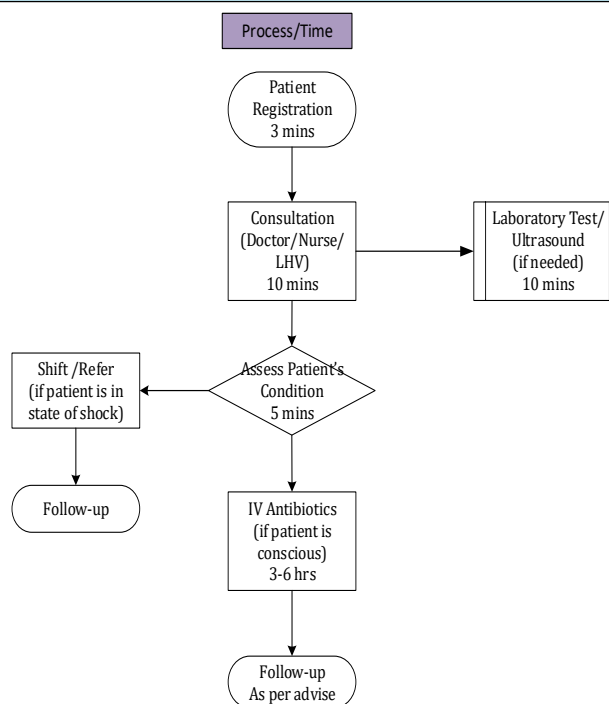 Process/Time
Patient
Registration
3 mins
Consultation
(Doctor/Nurse/
LHV)
10 mins
Laboratory Test/
Ultrasound
(if needed)
10 mins
Assess Patient's
Condition
5 mins
Shift /Refer
(if patient is in
state of shock)
Follow-up
IV Antibiotics
(if patient is
conscious)
3-6 hrs
Follow-up
As per advise